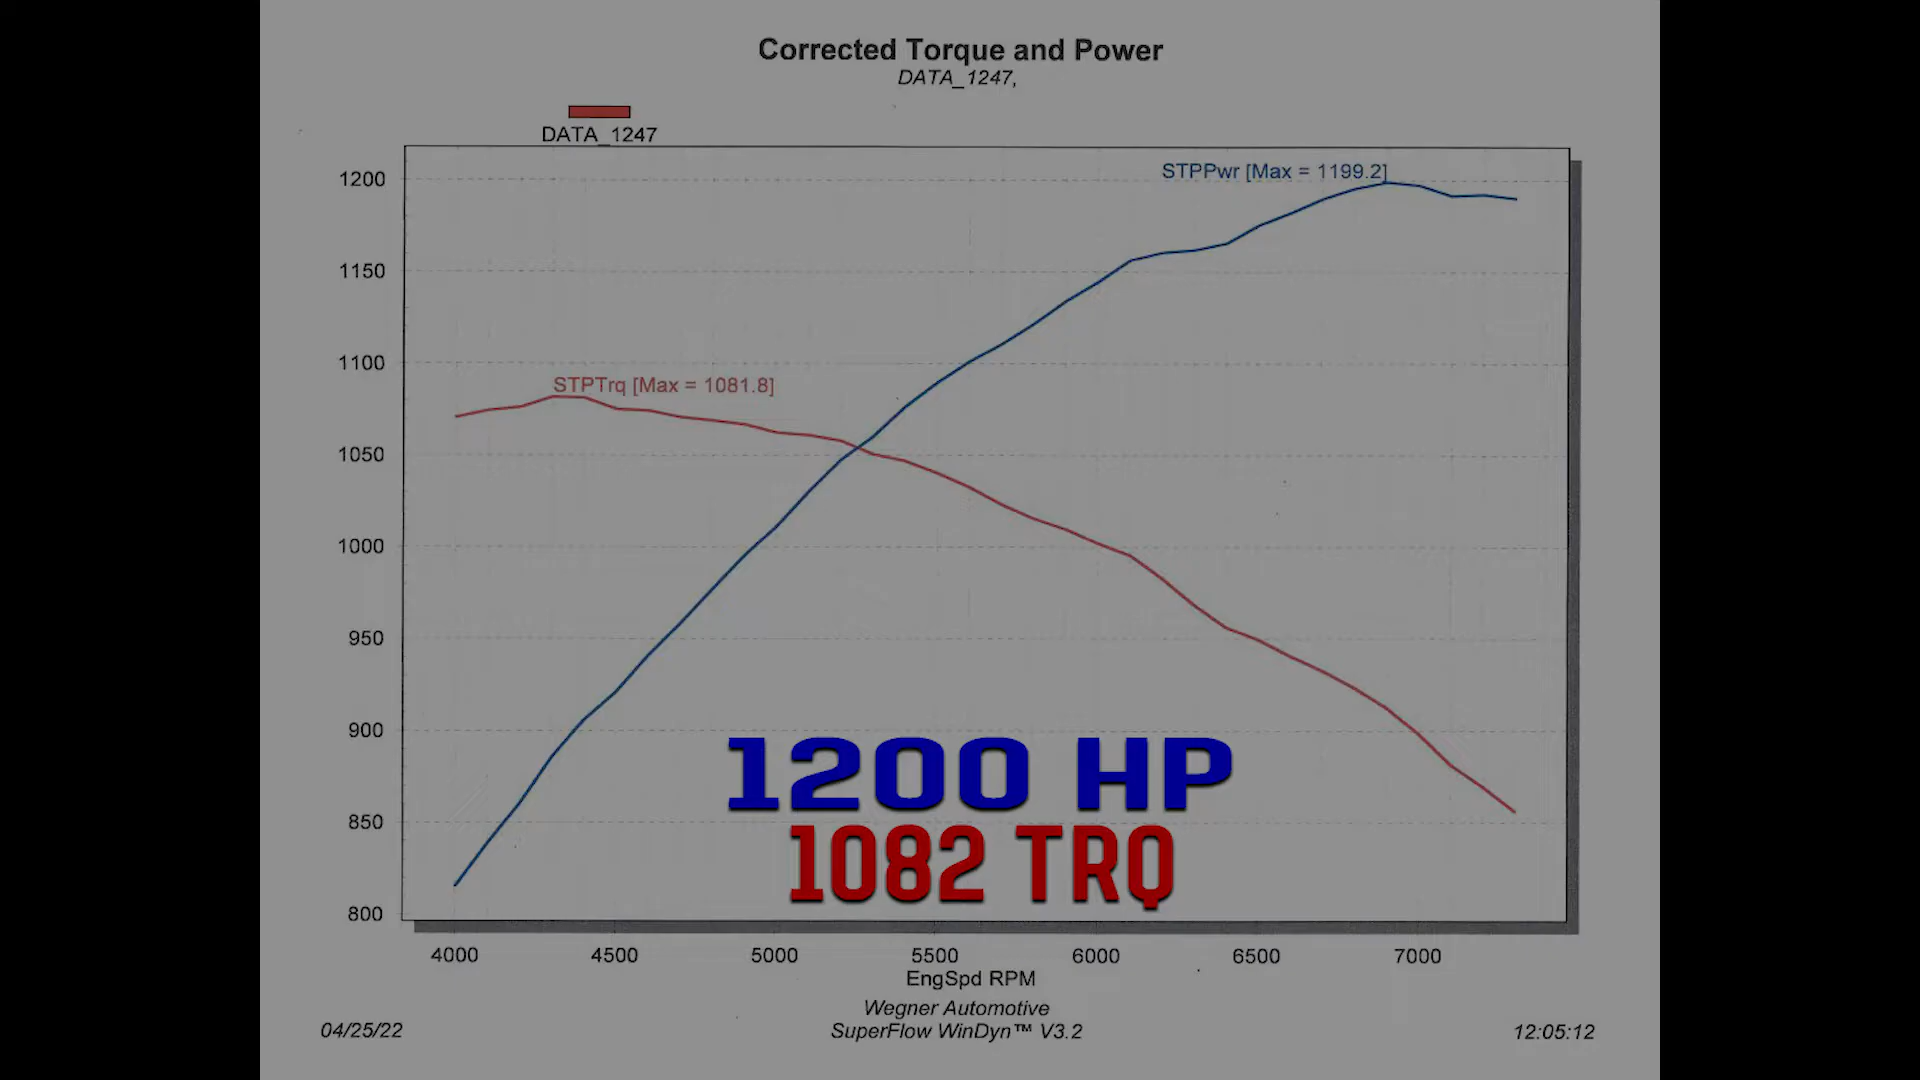 Corrected Torque and Power
DATA_1247,
DATA_1247
STPPwr [Max = 1199.2]
STPTrq [Max = 1081.8]
1200
1150
1100
1050
1000
950
900
850
800
1200 HP
1082 TRQ
4000 4500 5000 5500 6000 6500 7000
EngSpd RPM
Wegner Automotive
SuperFlow WinDyn™ V3.2
04/25/22
12:05:12